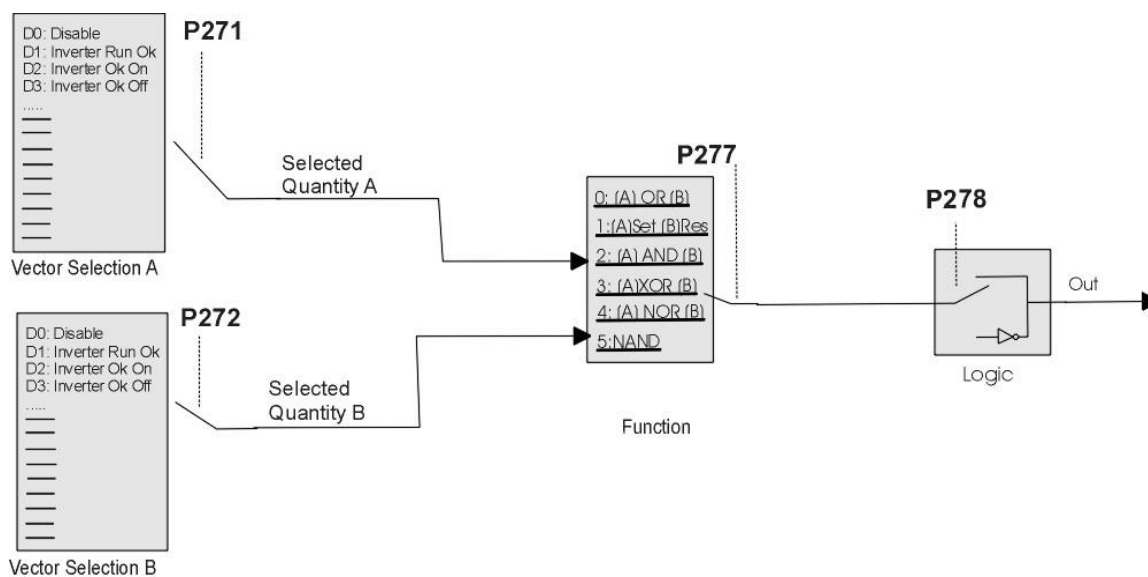 D0: Disable
D1: Inverter Run Ok
D2: Inverter Ok On
D3: Inverter Ok Off
.....
P271
Selected
Quantity A
Vector Selection A
D0: Disable
D1: Inverter Run Ok
D2: Inverter Ok On
D3: Inverter Ok Off
.....
P272
Selected
Quantity B
Vector Selection B
0: (A) OR (B)
1:(A)Set (B)Res
2: (A) AND (B)
3: (A)XOR (B)
4: (A) NOR (B)
5:NAND
Function
P277
P278
Out
Logic